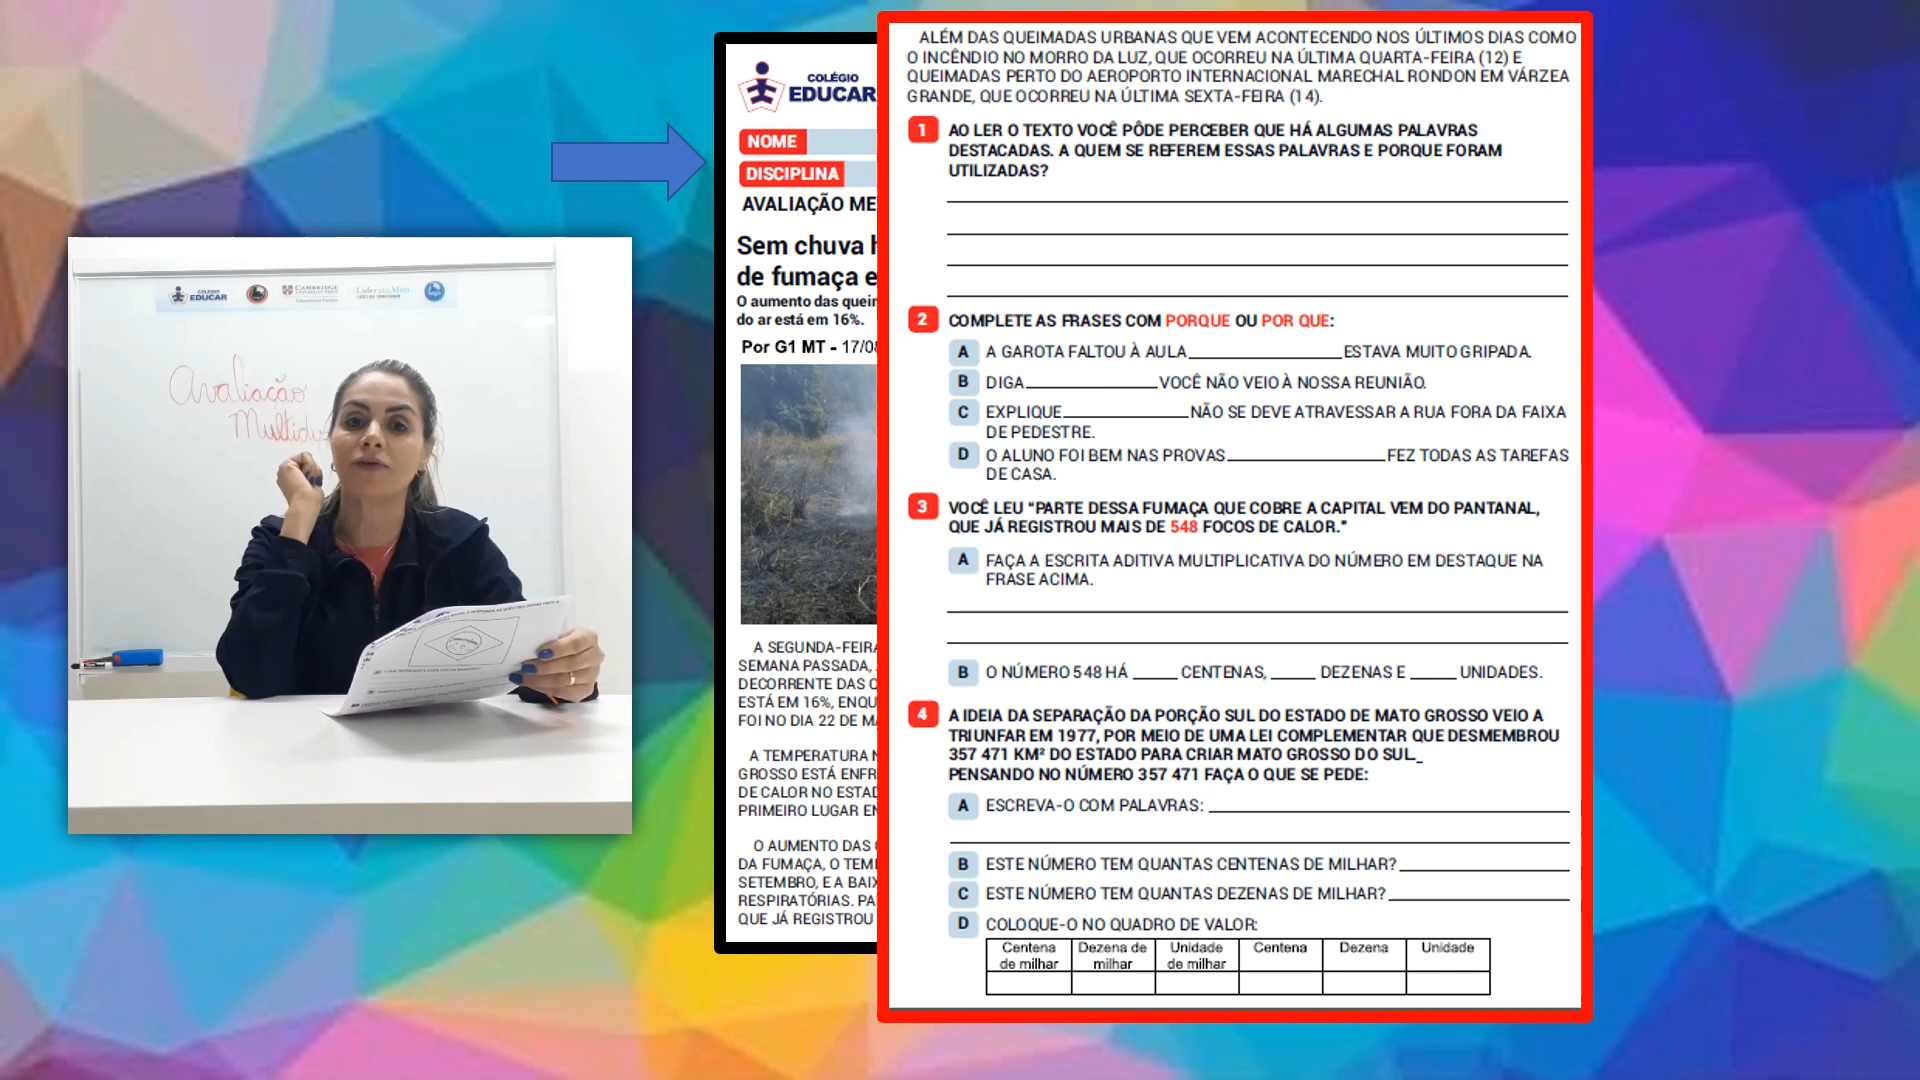 COLÉGIO
EDUCAR
CAMBRIDGE
Líder em Mim
Avaliação
COLÉGIO
EDUCAR
NOME
DISCIPLINA
AVALIAÇÃO ME
Sem chuva h
de fumaça e
O aumento das quei
do ar está em 16%.
Por G1 MT - 17/08
A SEGUNDA-FEIRA
SEMANA PASSADA,
DECORRENTE DAS
ESTÁ EM 16%, ENQU
FOI NO DIA 22 DE MA
A TEMPERATURA N
GROSSO ESTÁ ENFR
DE CALOR NO ESTAD
PRIMEIRO LUGAR EN
O AUMENTO DAS
DA FUMAÇA, O TEM
SETEMBRO, E A BAIX
RESPIRATÓRIAS. PA
QUE JÁ REGISTROU
ALÉM DAS QUEIMADAS URBANAS QUE VEM ACONTECENDO NOS ÚLTIMOS DIAS COMO
O INCÊNDIO NO MORRO DA LUZ, QUE OCORREU NA ÚLTIMA QUARTA-FEIRA (12) E
QUEIMADAS PERTO DO AEROPORTO INTERNACIONAL MARECHAL RONDON EM VÁRZEA
GRANDE, QUE OCORREU NA ÚLTIMA SEXTA-FEIRA (14).
1 AO LER O TEXTO VOCÊ PÔDE PERCEBER QUE HÁ ALGUMAS PALAVRAS
DESTACADAS. A QUEM SE REFEREM ESSAS PALAVRAS E PORQUE FORAM
UTILIZADAS?
2 COMPLETE AS FRASES COM PORQUE OU POR QUE:
A A GAROTA FALTOU À AULA ESTAVA MUITO GRIPADA.
B DIGA VOCÊ NÃO VEIO À NOSSA REUNIÃO.
C EXPLIQUE NÃO SE DEVE ATRAVESSAR A RUA FORA DA FAIXA
DE PEDESTRE.
D O ALUNO FOI BEM NAS PROVAS FEZ TODAS AS TAREFAS
DE CASA.
3 VOCÊ LEU “PARTE DESSA FUMAÇA QUE COBRE A CAPITAL VEM DO PANTANAL,
QUE JÁ REGISTROU MAIS DE 548 FOCOS DE CALOR.”
A FAÇA A ESCRITA ADITIVA MULTIPLICATIVA DO NÚMERO EM DESTAQUE NA
FRASE ACIMA.
B O NÚMERO 548 HÁ _____ CENTENAS, _____ DEZENAS E _____ UNIDADES.
4 A IDEIA DA SEPARAÇÃO DA PORÇÃO SUL DO ESTADO DE MATO GROSSO VEIO A
TRIUNFAR EM 1977, POR MEIO DE UMA LEI COMPLEMENTAR QUE DESMEMBROU
357 471 KM² DO ESTADO PARA CRIAR MATO GROSSO DO SUL.
PENSANDO NO NÚMERO 357 471 FAÇA O QUE SE PEDE:
A ESCREVA-O COM PALAVRAS:
B ESTE NÚMERO TEM QUANTAS CENTENAS DE MILHAR?
C ESTE NÚMERO TEM QUANTAS DEZENAS DE MILHAR?
D COLOQUE-O NO QUADRO DE VALOR:
Centena de milhar Dezena de milhar Unidade de milhar Centena Dezena Unidade